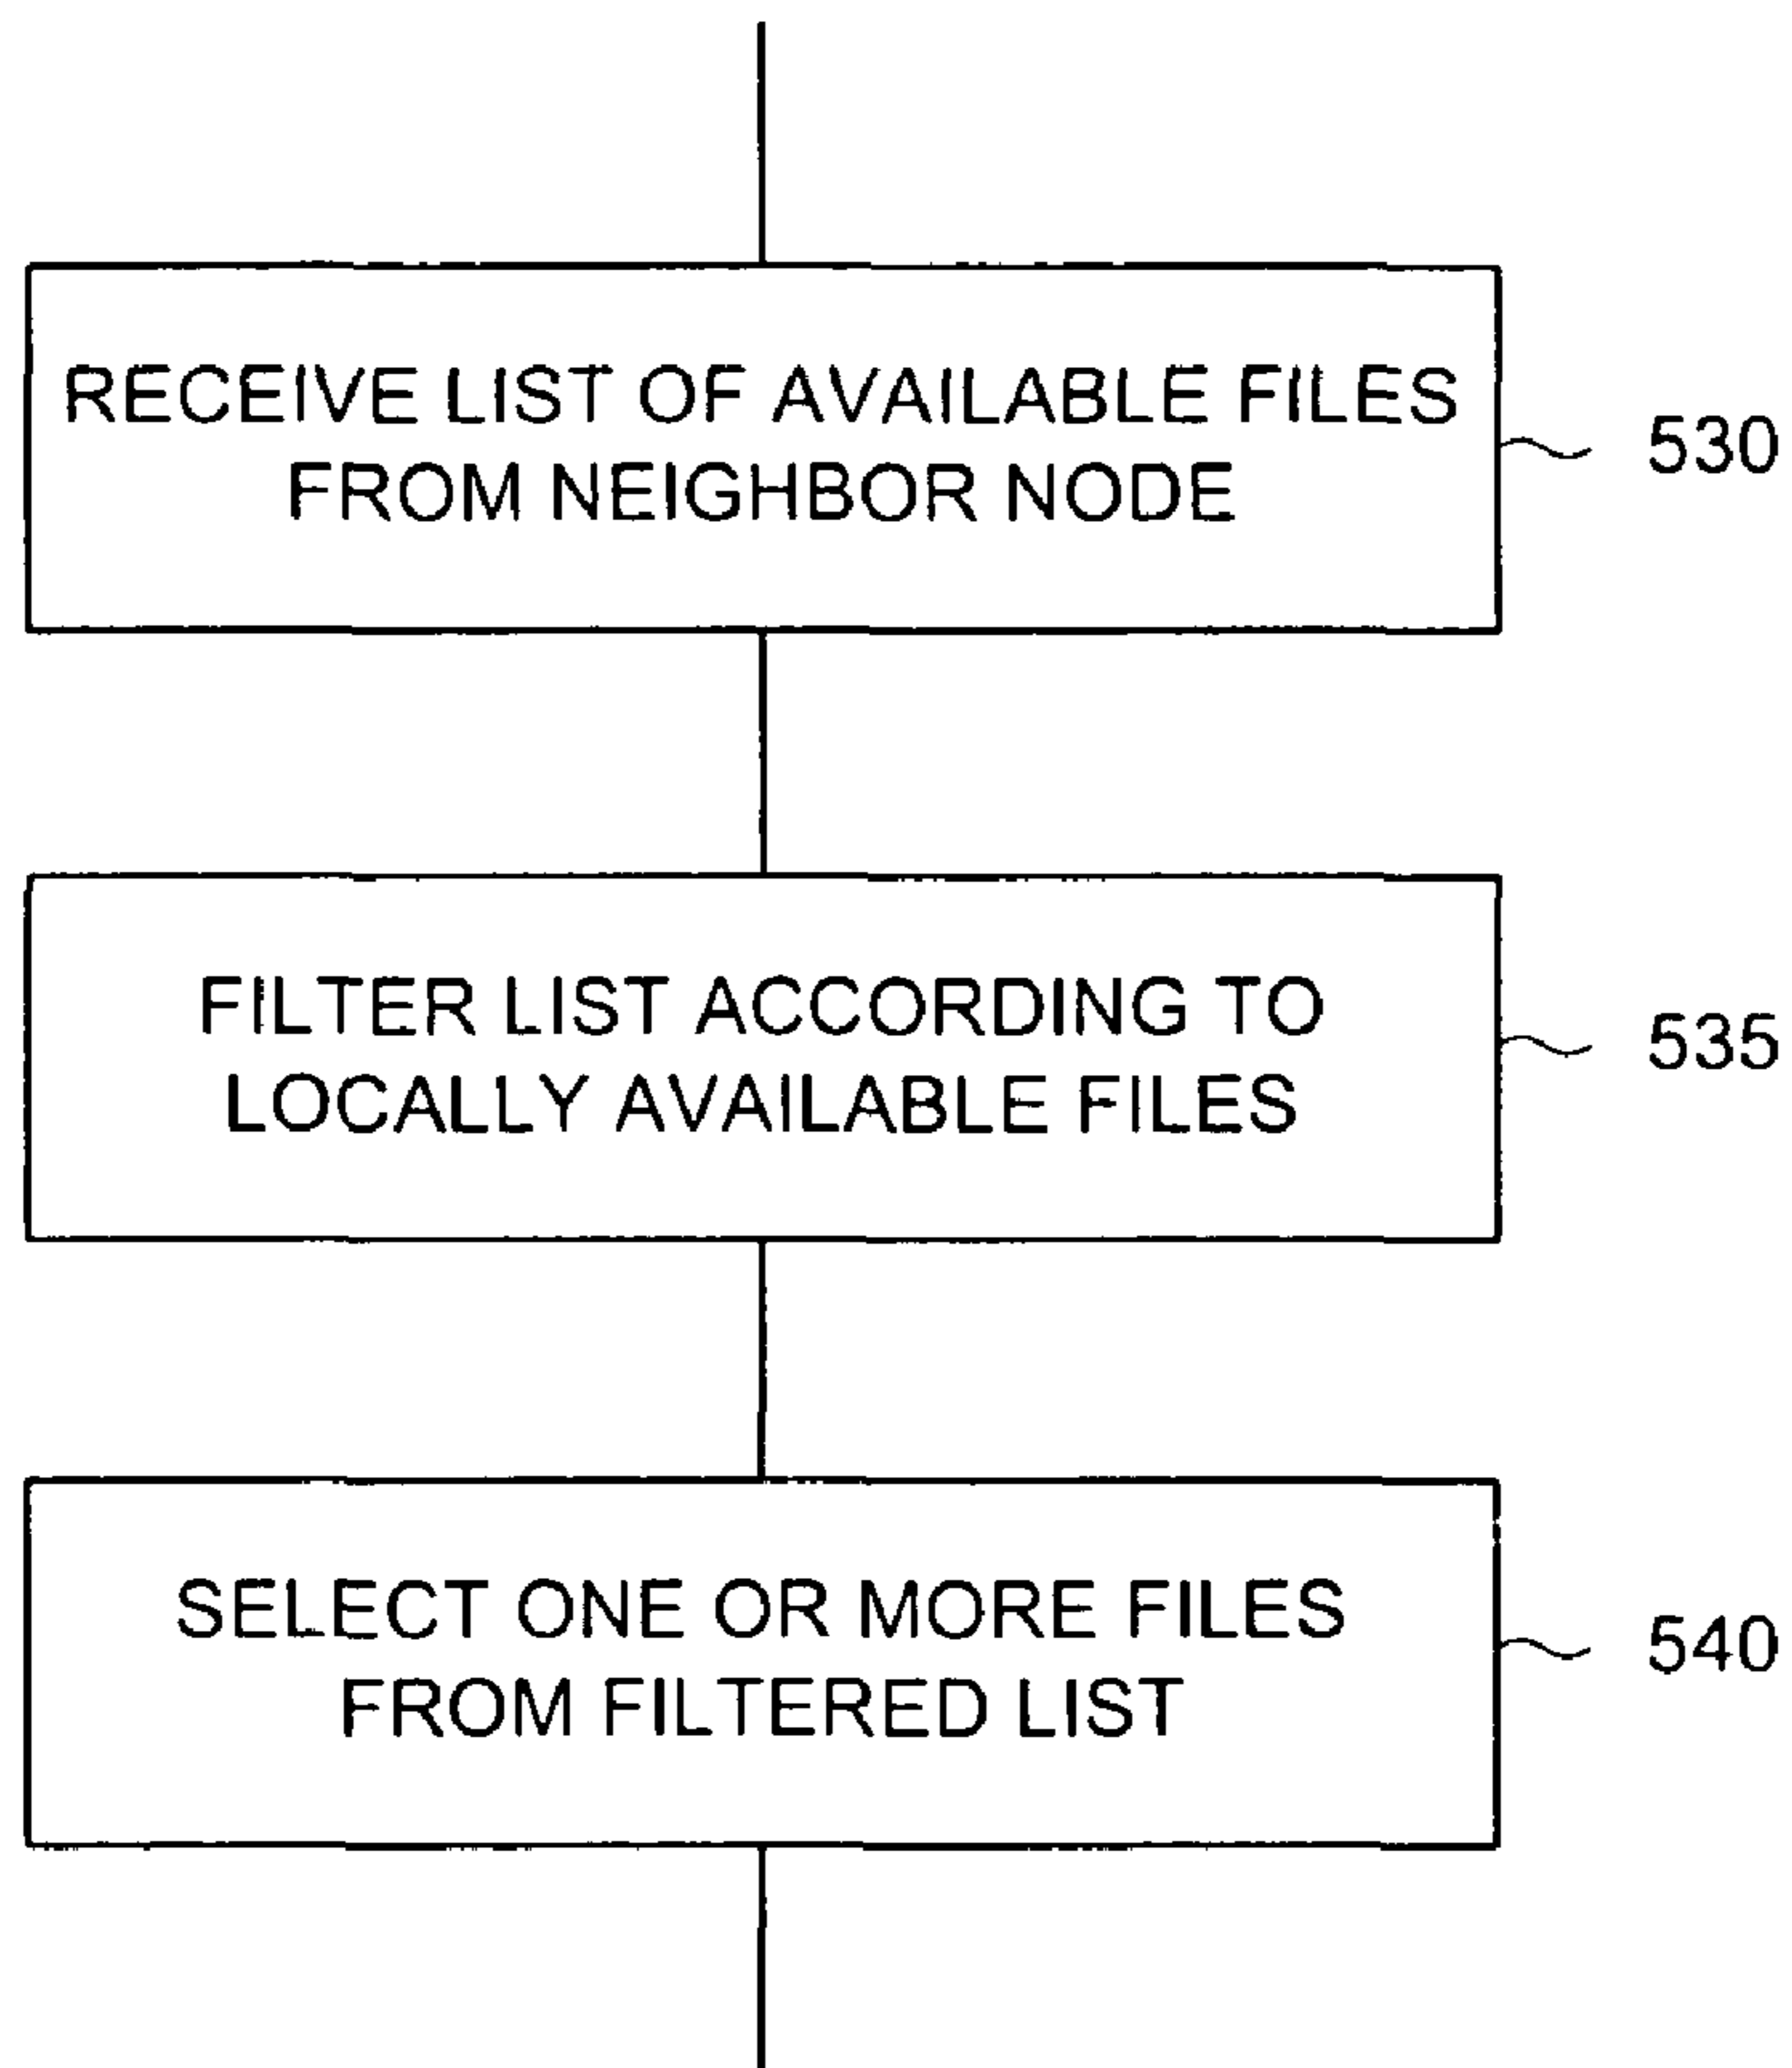 RECEIVE LIST OF AVAILABLE FILES
FROM NEIGHBOR NODE
530
FILTER LIST ACCORDING TO
LOCALLY AVAILABLE FILES
535
SELECT ONE OR MORE FILES
FROM FILTERED LIST
540